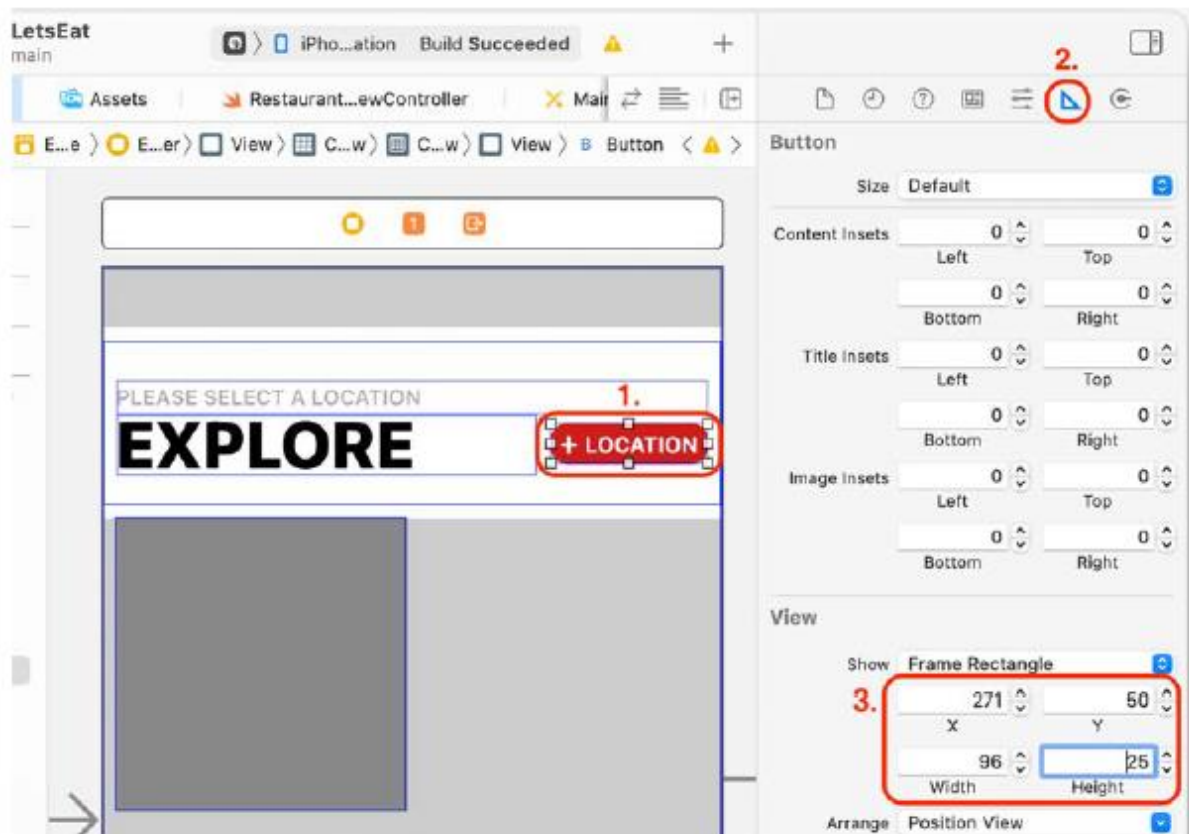 LetsEat
main
iPho...ation Build Succeeded
Assets
Restaurant...ewController
Mai
E...e
E...er
View
C...w
C...w
View
B Button
2.
Button
Size Default
Content Insets 0 0
Left Top
0 0
Bottom Right
Title Insets 0 0
Left Top
0 0
Bottom Right
Image Insets 0 0
Left Top
0 0
Bottom Right
View
Show Frame Rectangle
3.
271 50
X Y
96 25
Width Height
Arrange Position View
1
PLEASE SELECT A LOCATION
1.
EXPLORE
+ LOCATION